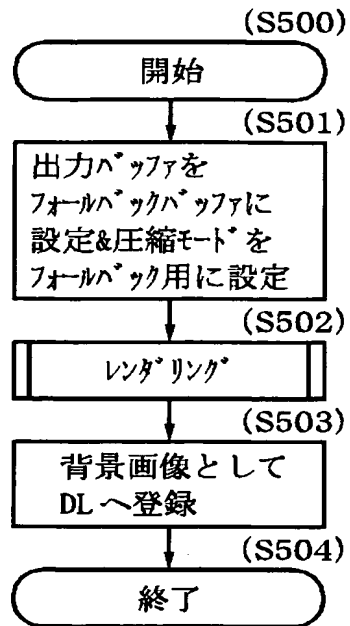 (S500)
開始
(S501)
出力ﾊﾞｯﾌｧを
ﾌｫｰﾙﾊﾞｯｸﾊﾞｯﾌｧに
設定&圧縮ﾓｰﾄﾞを
ﾌｫｰﾙﾊﾞｯｸ用に設定
(S502)
ﾚﾝﾀﾞﾘﾝｸﾞ
(S503)
背景画像として
DLへ登録
(S504)
終了